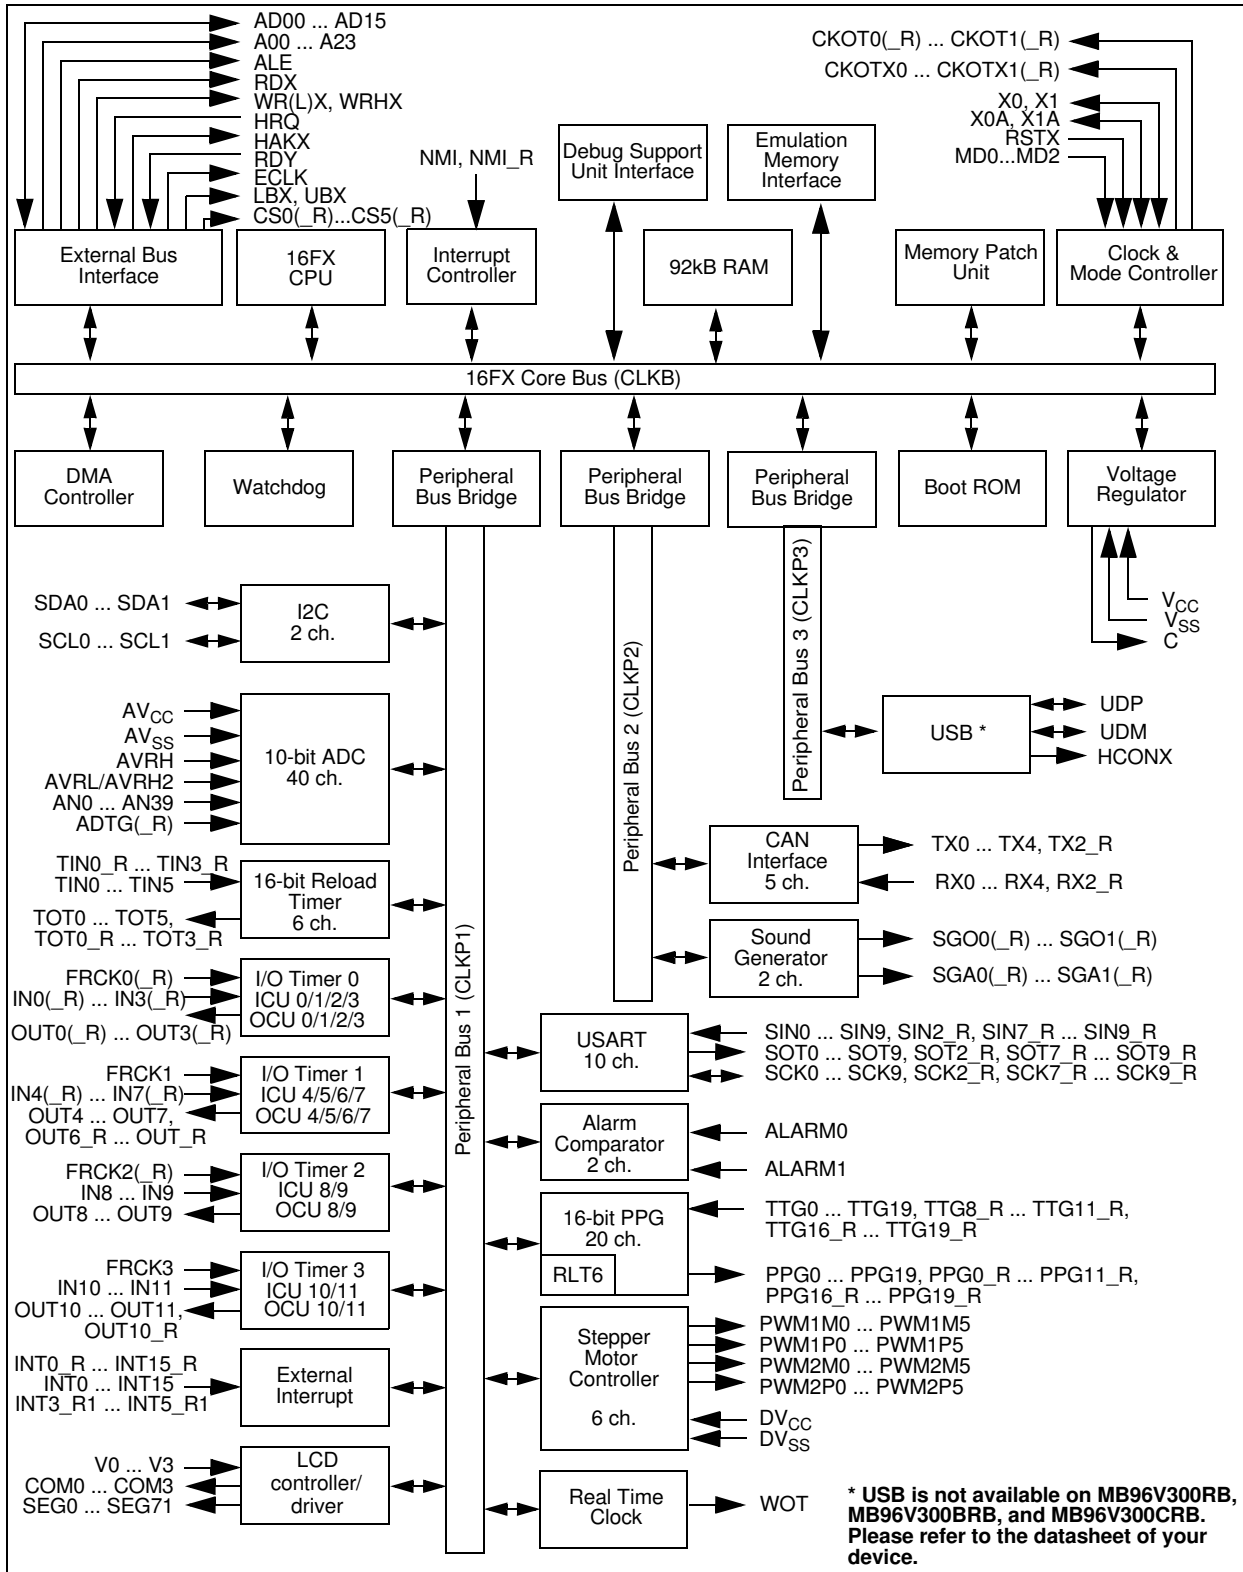 AD00 ... AD15
A00 ... A23
ALE
RDX
WR(L)X, WRHX
HRQ
HAKX
RDY
ECLK
LBX, UBX
CS0(_R)...CS5(_R)
NMI, NMI_R
CKOT0(_R) ... CKOT1(_R)
CKOTX0 ... CKOTX1(_R)
X0, X1
X0A, X1A
RSTX
MD0...MD2
Debug Support
Unit Interface
Emulation
Memory
Interface
External Bus
Interface
16FX
CPU
Interrupt
Controller
92kB RAM
Memory Patch
Unit
Clock &
Mode Controller
16FX Core Bus (CLKB)
DMA
Controller
Watchdog
Peripheral
Bus Bridge
Peripheral
Bus Bridge
Peripheral
Bus Bridge
Boot ROM
Voltage
Regulator
VCC
VSS
C
Peripheral Bus 1 (CLKP1)
Peripheral Bus 2 (CLKP2)
Peripheral Bus 3 (CLKP3)
SDA0 ... SDA1
SCL0 ... SCL1
I2C
2 ch.
AVCC
AVSS
AVRH
AVRL/AVRH2
AN0 ... AN39
ADTG(_R)
10-bit ADC
40 ch.
TIN0_R ... TIN3_R
TIN0 ... TIN5
TOT0 ... TOT5,
TOT0_R ... TOT3_R
16-bit Reload
Timer
6 ch.
FRCK0(_R)
IN0(_R) ... IN3(_R)
OUT0(_R) ... OUT3(_R)
I/O Timer 0
ICU 0/1/2/3
OCU 0/1/2/3
FRCK1
IN4(_R) ... IN7(_R)
OUT4 ... OUT7,
OUT6_R ... OUT_R
I/O Timer 1
ICU 4/5/6/7
OCU 4/5/6/7
FRCK2(_R)
IN8 ... IN9
OUT8 ... OUT9
I/O Timer 2
ICU 8/9
OCU 8/9
FRCK3
IN10 ... IN11
OUT10 ... OUT11,
OUT10_R
I/O Timer 3
ICU 10/11
OCU 10/11
INT0_R ... INT15_R
INT0 ... INT15
INT3_R1 ... INT5_R1
External
Interrupt
V0 ... V3
COM0 ... COM3
SEG0 ... SEG71
LCD
controller/
driver
USB *
UDP
UDM
HCONX
CAN
Interface
5 ch.
TX0 ... TX4, TX2_R
RX0 ... RX4, RX2_R
Sound
Generator
2 ch.
SGO0(_R) ... SGO1(_R)
SGA0(_R) ... SGA1(_R)
USART
10 ch.
SIN0 ... SIN9, SIN2_R, SIN7_R ... SIN9_R
SOT0 ... SOT9, SOT2_R, SOT7_R ... SOT9_R
SCK0 ... SCK9, SCK2_R, SCK7_R ... SCK9_R
Alarm
Comparator
2 ch.
ALARM0
ALARM1
16-bit PPG
20 ch.
RLT6
TTG0 ... TTG19, TTG8_R ... TTG11_R,
TTG16_R ... TTG19_R
PPG0 ... PPG19, PPG0_R ... PPG11_R,
PPG16_R ... PPG19_R
Stepper
Motor
Controller
6 ch.
PWM1M0 ... PWM1M5
PWM1P0 ... PWM1P5
PWM2M0 ... PWM2M5
PWM2P0 ... PWM2P5
DVCC
DVSS
Real Time
Clock
WOT
* USB is not available on MB96V300RB,
MB96V300BRB, and MB96V300CRB.
Please refer to the datasheet of your
device.